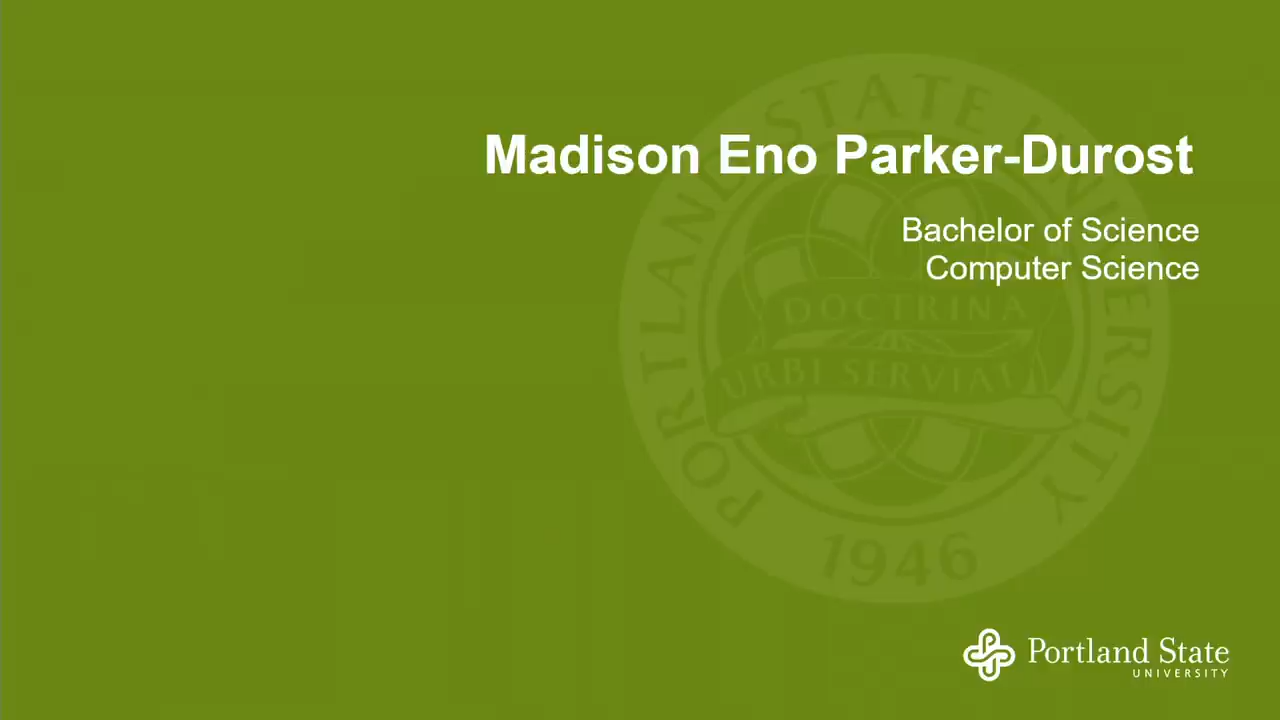 Madison Eno Parker-Durost
Bachelor of Science
Computer Science
PORTLAND STATE UNIVERSITY
DOCTRINA
URBI SERVIAT
1946
Portland State
UNIVERSITY